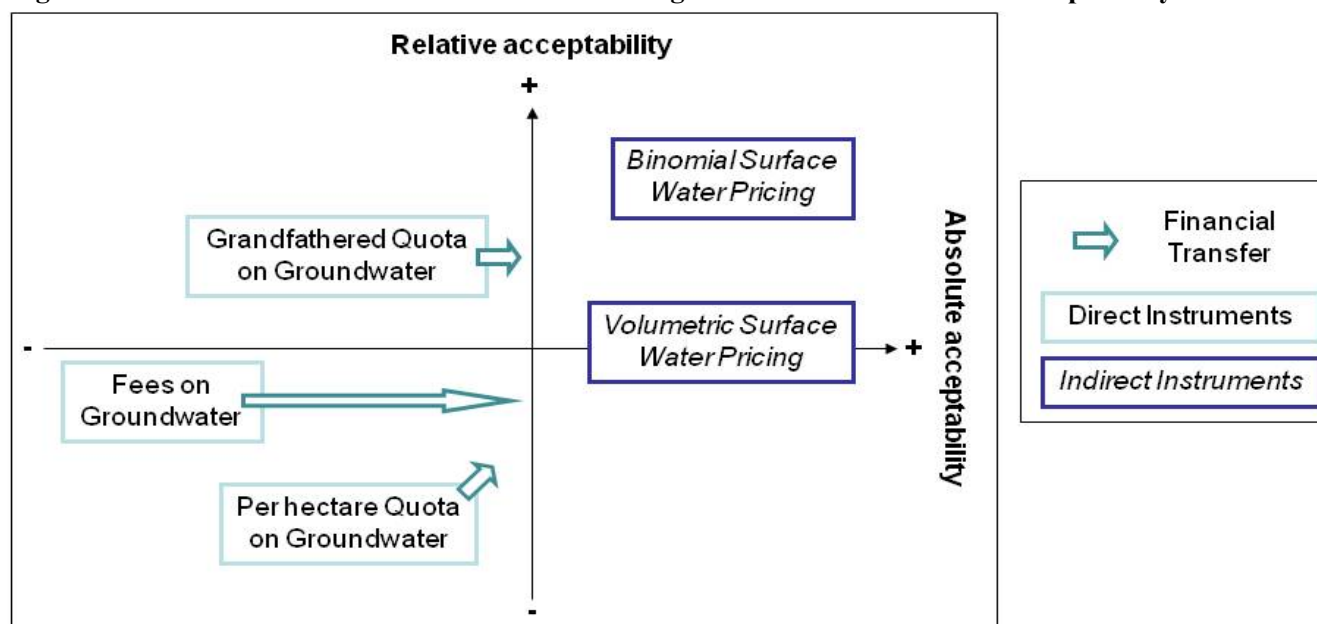 Relative acceptability
+
Binomial Surface
Water Pricing
Grandfathered Quota
on Groundwater
Absolute acceptability
Volumetric Surface
Water Pricing
-
+
Fees on
Groundwater
Per hectare Quota
on Groundwater
-
Financial
Transfer
Direct Instruments
Indirect Instruments